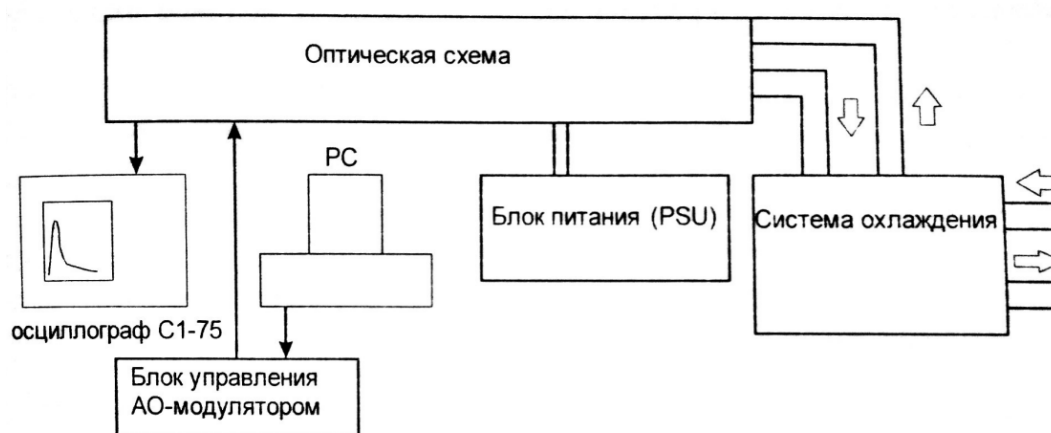 Оптическая схема
PC
Блок питания (PSU)
Система охлаждения
осциллограф С1-75
Блок управления
АО-модулятором